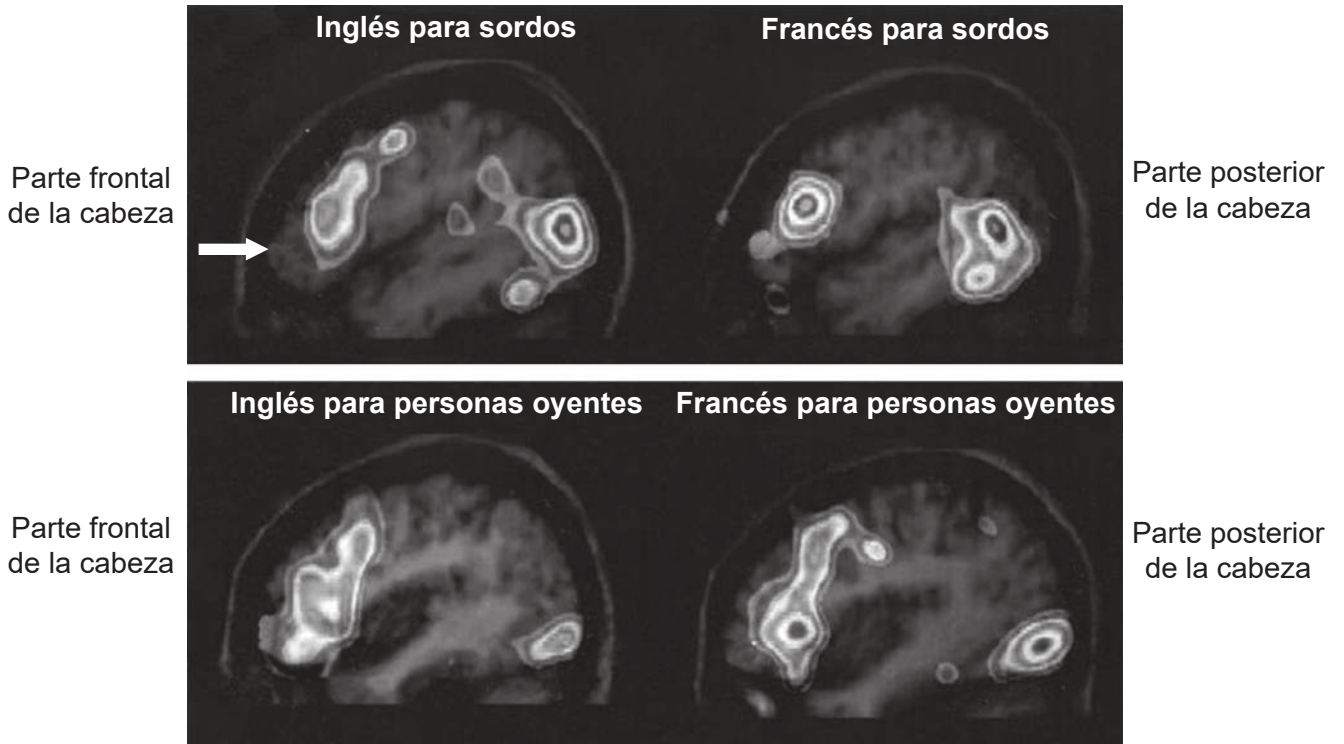 Inglés para sordos
Francés para sordos
Parte frontal
de la cabeza
Parte posterior
de la cabeza
Inglés para personas oyentes
Francés para personas oyentes
Parte frontal
de la cabeza
Parte posterior
de la cabeza